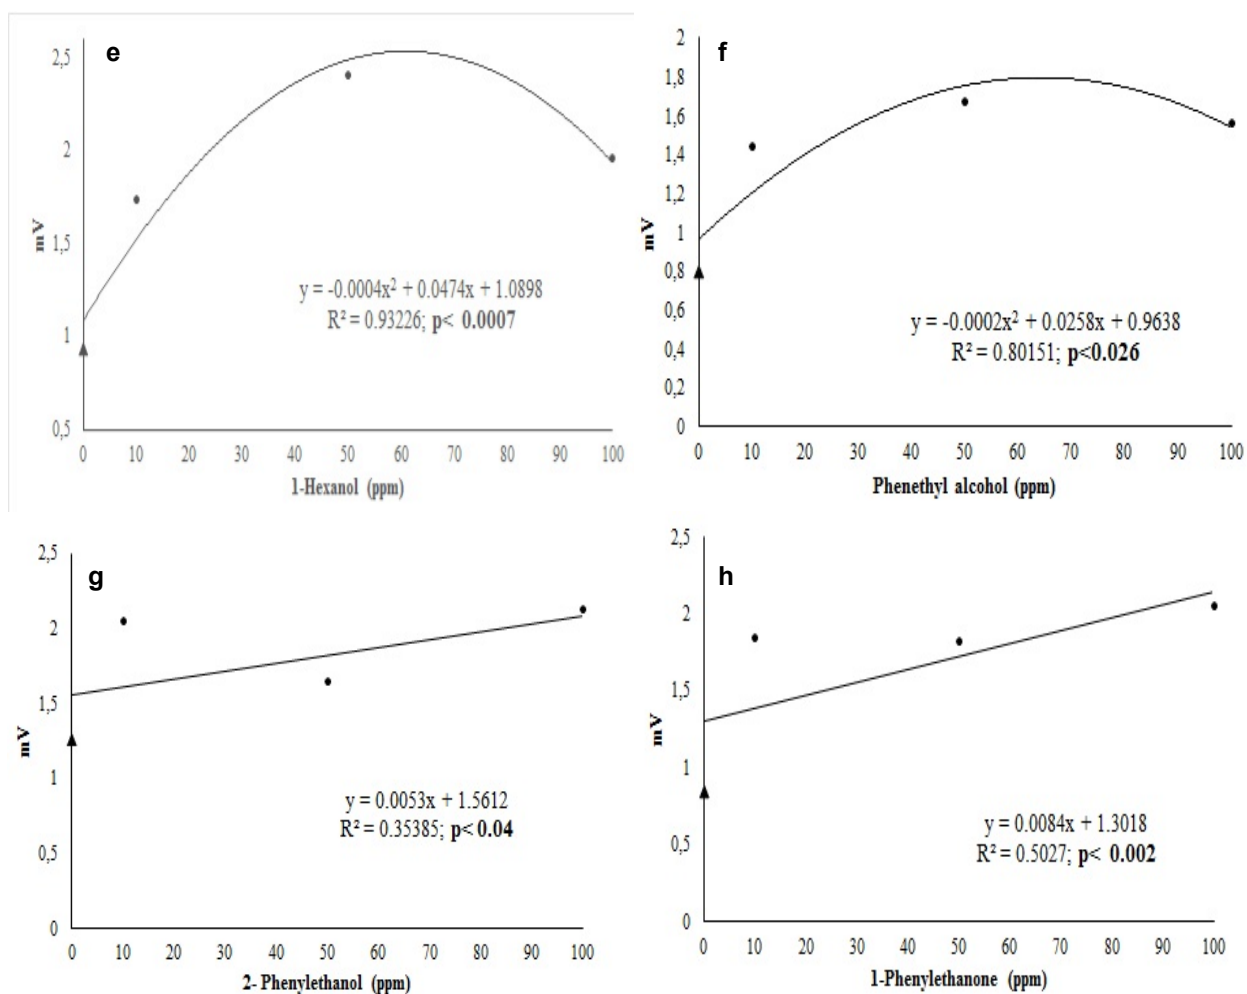 e
2,5
2
1,5
1
0,5
mV
0 10 20 30 40 50 60 70 80 90 100
1-Hexanol (ppm)
y = -0.0004x² + 0.0474x + 1.0898
R² = 0.93226; p< 0.0007
f
2
1,8
1,6
1,4
1,2
1
0,8
0,6
0,4
0,2
0
mV
0 10 20 30 40 50 60 70 80 90 100
Phenethyl alcohol (ppm)
y = -0.0002x² + 0.0258x + 0.9638
R² = 0.80151; p<0.026
g
2,5
2
1,5
1
0,5
0
mV
0 10 20 30 40 50 60 70 80 90 100
2- Phenylethanol (ppm)
y = 0.0053x + 1.5612
R² = 0.35385; p< 0.04
h
2,5
2
1,5
1
0,5
0
mV
0 10 20 30 40 50 60 70 80 90 100
1-Phenylethanone (ppm)
y = 0.0084x + 1.3018
R² = 0.5027; p< 0.002